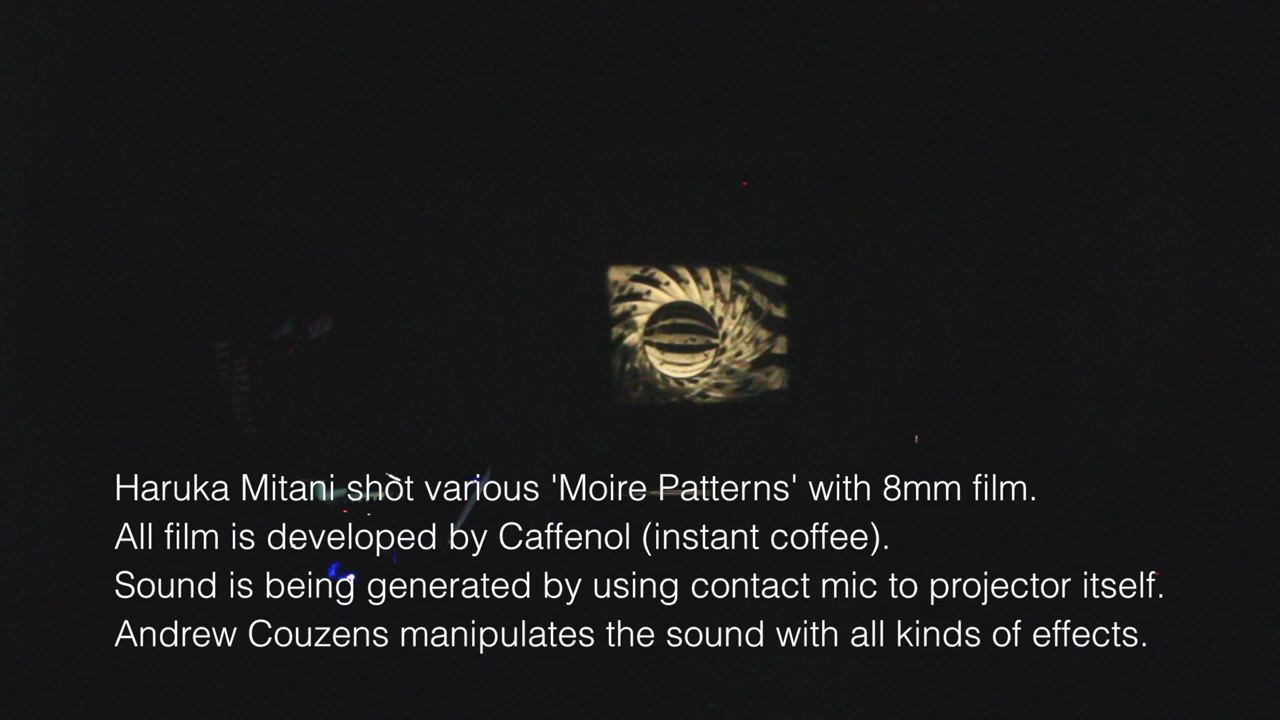 Haruka Mitani shot various 'Moire Patterns' with 8mm film.
All film is developed by Caffenol (instant coffee).
Sound is being generated by using contact mic to projector itself.
Andrew Couzens manipulates the sound with all kinds of effects.